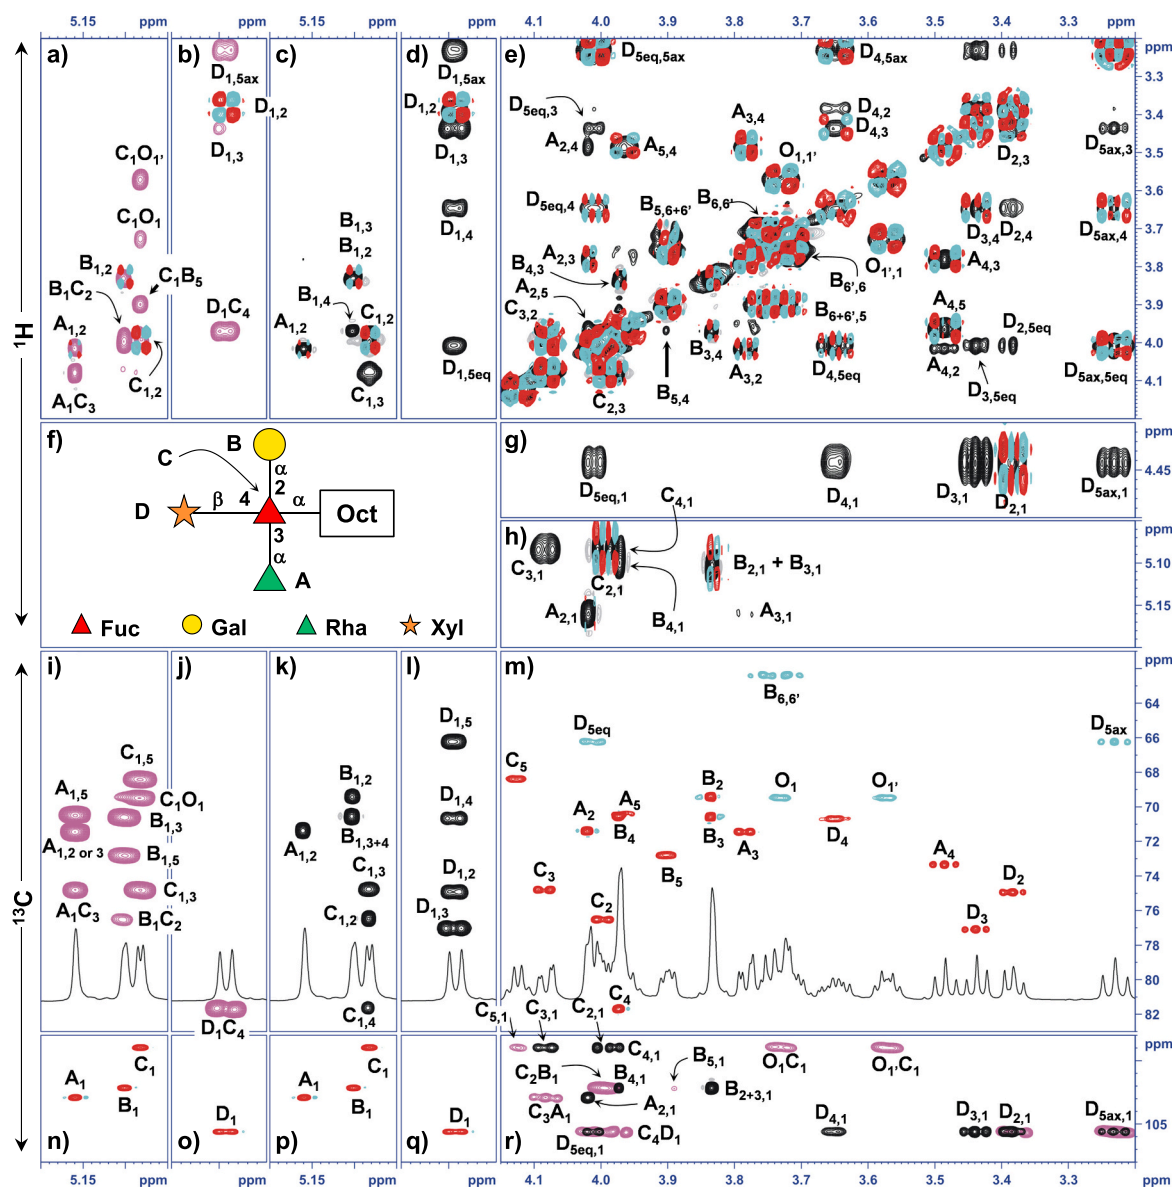 5.15 ppm 5.15 ppm 4.1 4.0 3.9 3.8 3.7 3.6 3.5 3.4 3.3 ppm
a) b) c) d) e)
ppm
3.3
3.4
3.5
3.6
3.7
3.8
3.9
4.0
4.1
¹H
C₁O₁'
C₁O₁
B₁,₂
C₁B₅
B₁C₂
A₁,₂
C₁,₂
A₁C₃
D₁,₅ax
D₁,₂
D₁,₃
D₁C₄
B₁,₃
B₁,₂
B₁,₄
C₁,₂
A₁,₂
C₁,₃
D₁,₅ax
D₁,₂
D₁,₃
D₁,₄
D₁,₅eq
D₅eq,₅ax
D₄,₅ax
D₅eq,₃
A₃,₄
D₄,₂
D₄,₃
A₂,₄
A₅,₄
O₁,₁'
D₂,₃
D₅ax,₃
D₅eq,₄
B₅,₆₊₆'
B₆,₆'
D₃,₄
D₂,₄
D₅ax,₄
A₂,₃
B₄,₃
O₁',₁
A₄,₃
A₂,₅
B₆',₆
C₃,₂
B₆₊₆',₅
A₄,₅
D₂,₅eq
B₃,₄
A₃,₂
D₄,₅eq
A₄,₂
D₅ax,₅eq
C₂,₃
B₅,₄
D₃,₅eq
f)
B
C
α
2
D
β
4
α
Oct
3
α
A
Fuc Gal Rha Xyl
g)
ppm
4.45
D₅eq,₁
C₄,₁
D₄,₁
D₃,₁
D₂,₁
D₅ax,₁
h)
ppm
5.10
5.15
C₃,₁
C₂,₁
B₂,₁ + B₃,₁
A₂,₁
B₄,₁
A₃,₁
¹³C
i) j) k) l) m)
ppm
64
66
68
70
72
74
76
78
80
82
C₁,₅
A₁,₅
C₁O₁
B₁,₃
A₁,₂ or ₃
B₁,₅
C₁,₃
A₁C₃
B₁C₂
D₁C₄
B₁,₂
B₁,₃₊₄
A₁,₂
C₁,₃
C₁,₂
C₁,₄
D₁,₅
D₁,₄
D₁,₂
D₁,₃
B₆,₆'
D₅eq
D₅ax
C₅
B₂
O₁
O₁'
A₂
A₅
B₄
B₃
A₃
D₄
B₅
A₄
C₃
D₂
C₂
D₃
C₄
C₅,₁
C₃,₁
C₂,₁
n) o) p) q) r)
ppm
105
C₁
A₁
B₁
D₁
C₁
A₁
B₁
D₁
C₄,₁
C₂B₁
B₄,₁
B₅,₁
O₁C₁
O₁'C₁
B₂₊₃,₁
C₃A₁
A₂,₁
D₅eq,₁
C₄D₁
D₄,₁
D₃,₁
D₂,₁
D₅ax,₁
5.15 ppm ppm 5.15 ppm ppm 4.1 4.0 3.9 3.8 3.7 3.6 3.5 3.4 3.3 ppm